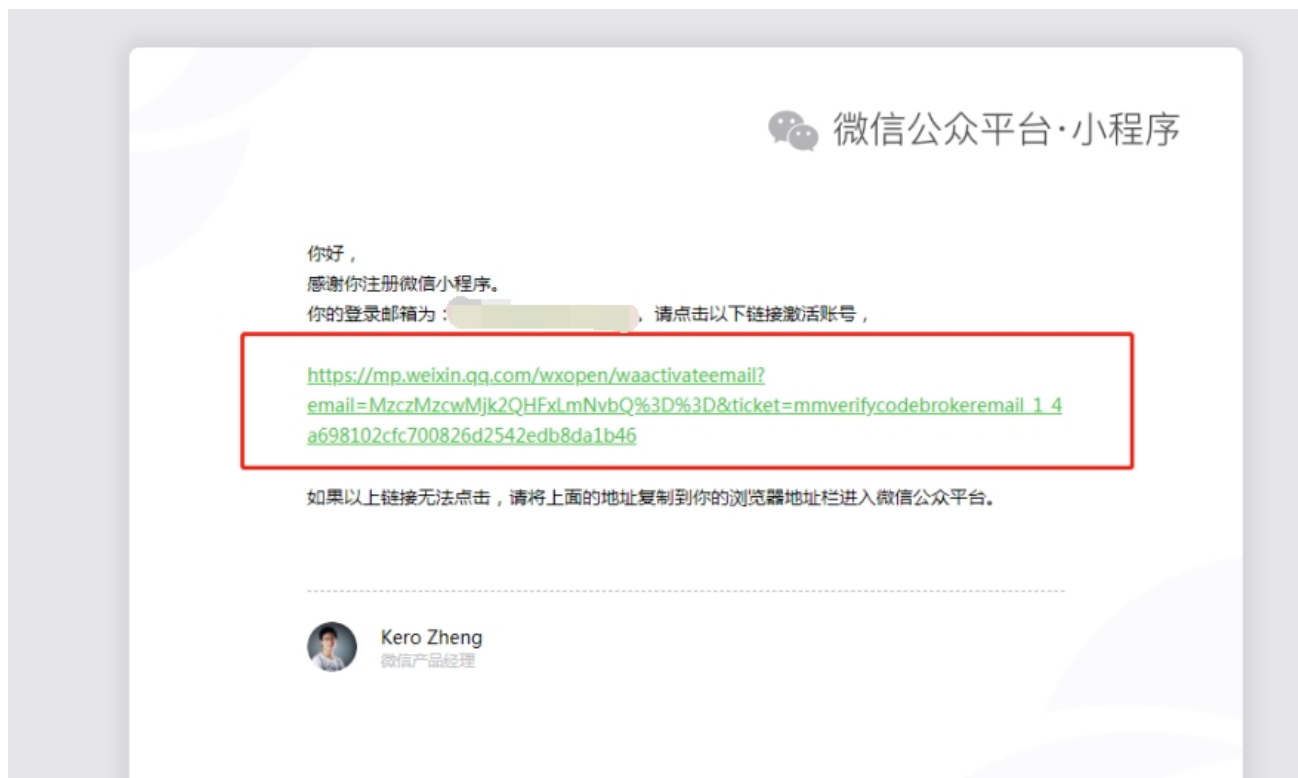 微信公众平台·小程序
你好，
感谢你注册微信小程序。
你的登录邮箱为： 。请点击以下链接激活账号，
https://mp.weixin.qq.com/wxopen/waactivateemail?
email=MzczMzcwMjk2QHFxLmNvbQ%3D%3D&ticket=mmverifycodebrokeremail_1_4
a698102cfc700826d2542edb8da1b46
如果以上链接无法点击，请将上面的地址复制到你的浏览器地址栏进入微信公众平台。
Kero Zheng
微信产品经理